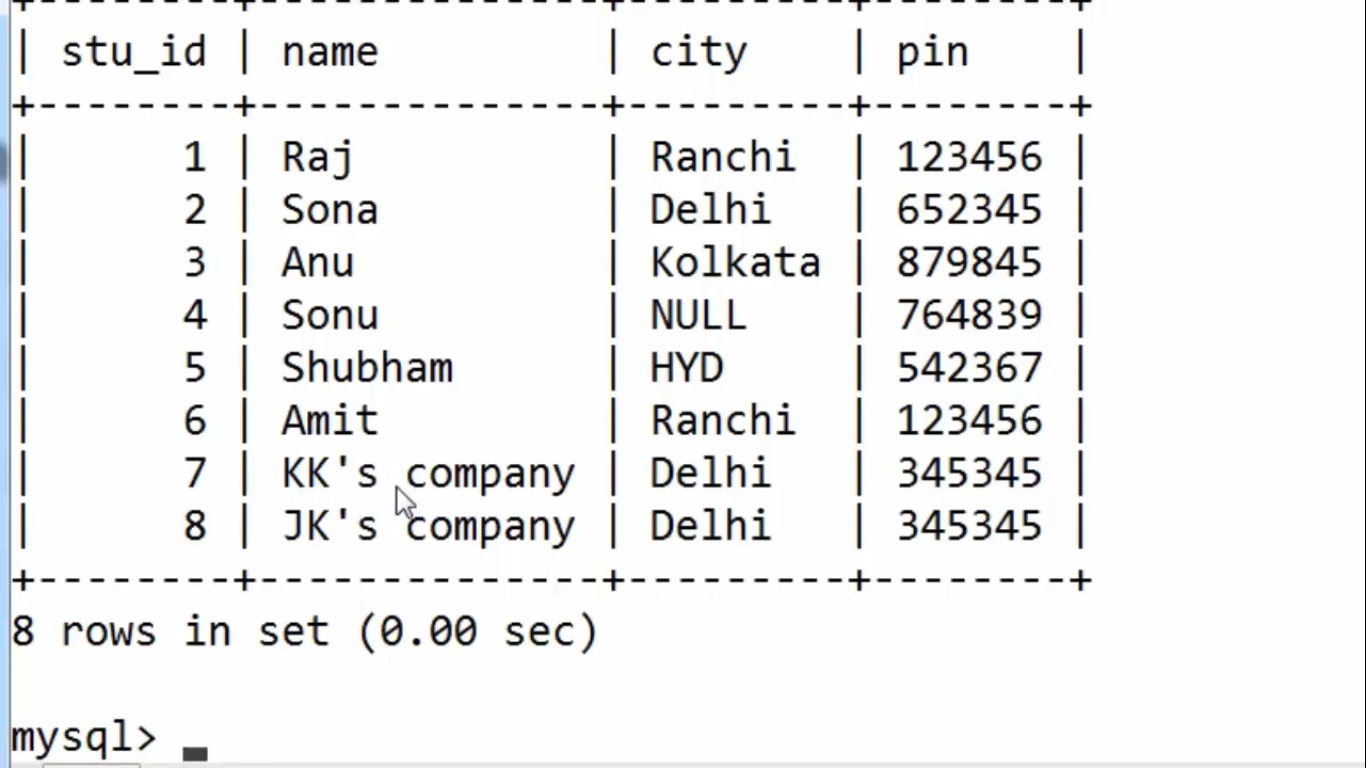 +--------+--------------+---------+--------+
| stu_id | name         | city    | pin    |
+--------+--------------+---------+--------+
|      1 | Raj          | Ranchi  | 123456 |
|      2 | Sona         | Delhi   | 652345 |
|      3 | Anu          | Kolkata | 879845 |
|      4 | Sonu         | NULL    | 764839 |
|      5 | Shubham      | HYD     | 542367 |
|      6 | Amit         | Ranchi  | 123456 |
|      7 | KK's company | Delhi   | 345345 |
|      8 | JK's company | Delhi   | 345345 |
+--------+--------------+---------+--------+
8 rows in set (0.00 sec)
mysql> _